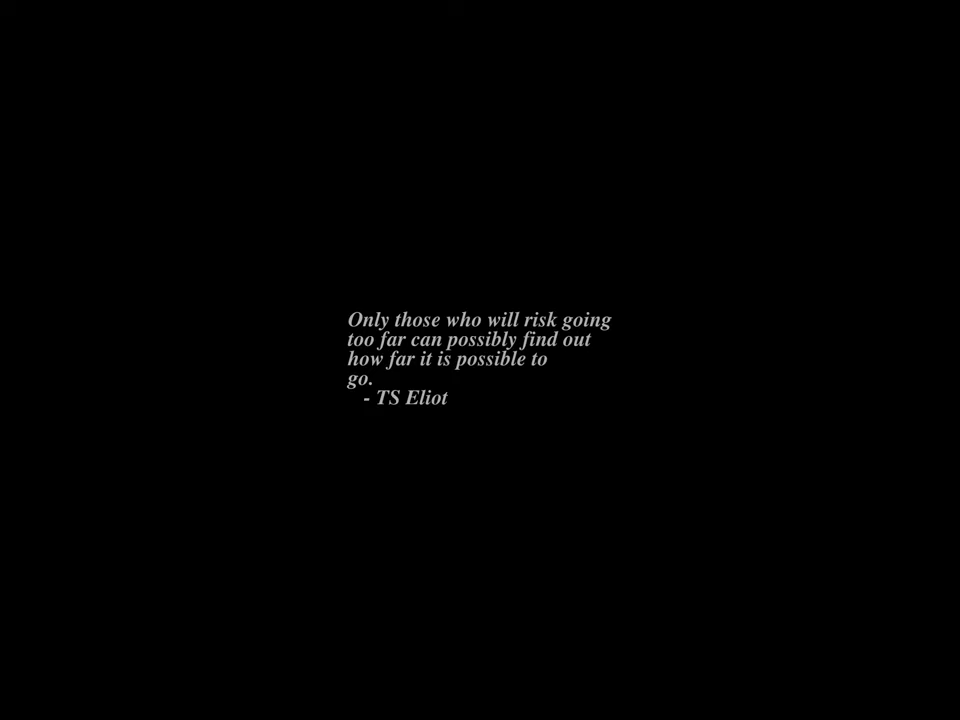 Only those who will risk going
too far can possibly find out
how far it is possible to
go.
- TS Eliot